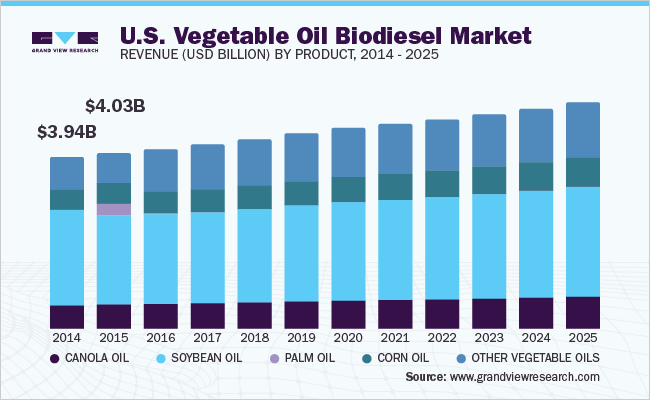 GRAND VIEW RESEARCH
U.S. Vegetable Oil Biodiesel Market
REVENUE (USD BILLION) BY PRODUCT, 2014 - 2025
$4.03B
$3.94B
2014 2015 2016 2017 2018 2019 2020 2021 2022 2023 2024 2025
CANOLA OIL SOYBEAN OIL PALM OIL CORN OIL OTHER VEGETABLE OILS
Source: www.grandviewresearch.com